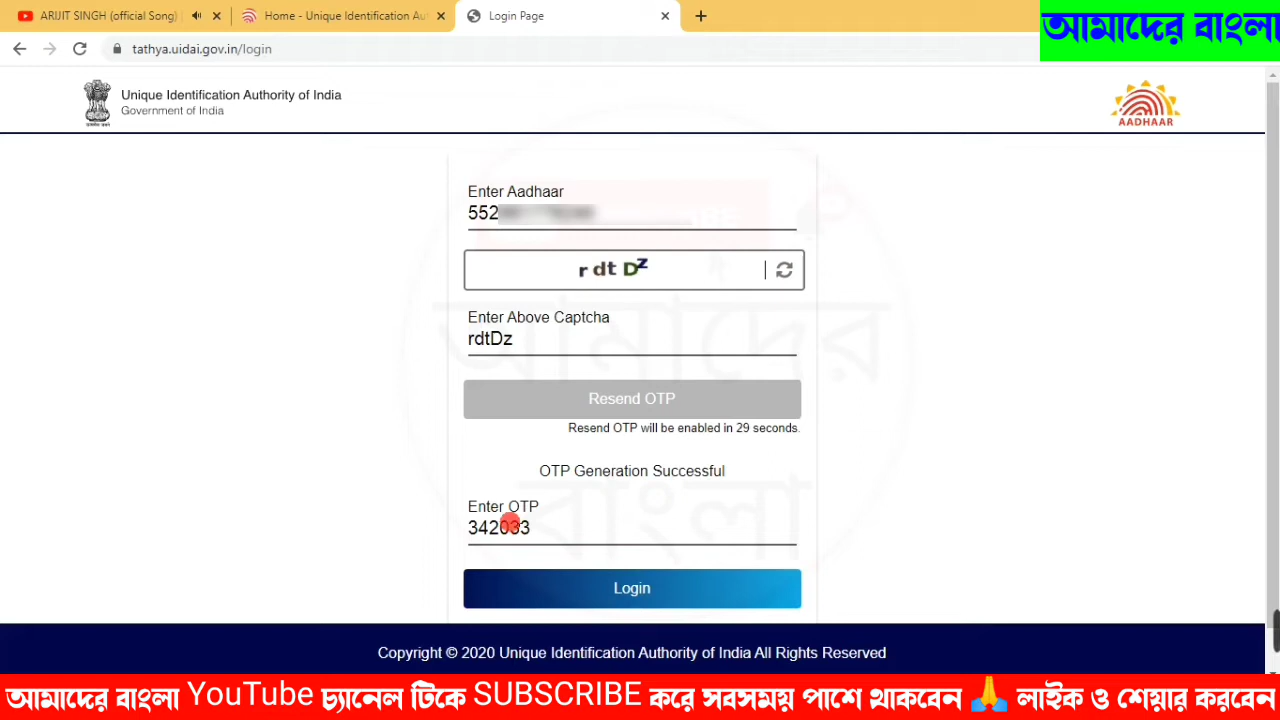 ARIJIT SINGH (official Song)
Home - Unique Identification Aut
Login Page
আমাদের বাংলা
tathya.uidai.gov.in/login
Unique Identification Authority of India
Government of India
AADHAAR
Enter Aadhaar
552
rdtDz
Enter Above Captcha
rdtDz
Resend OTP
Resend OTP will be enabled in 29 seconds.
OTP Generation Successful
Enter OTP
342033
Login
আমাদের
বাংলা
Copyright © 2020 Unique Identification Authority of India All Rights Reserved
আমাদের বাংলা YouTube চ্যানেল টিকে SUBSCRIBE করে সবসময় পাশে থাকবেন 🙏 লাইক ও শেয়ার করবেন